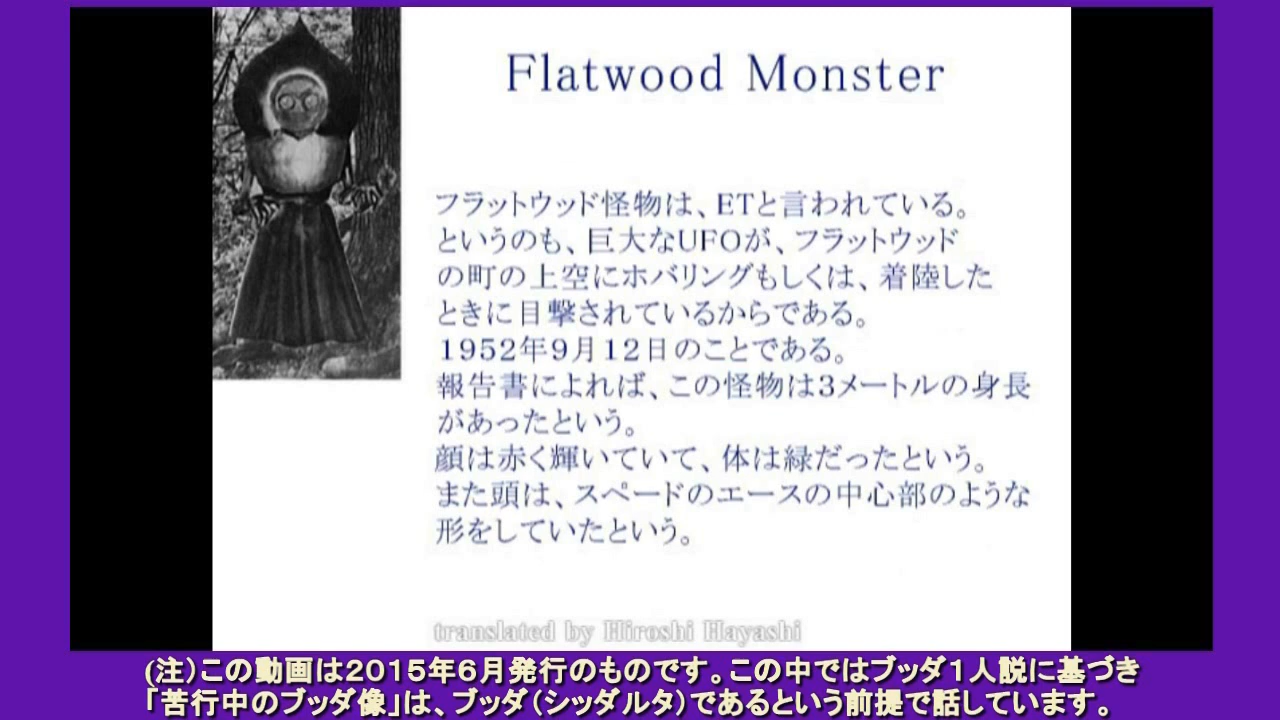 Flatwood Monster
フラットウッド怪物は、ETと言われている。
というのも、巨大なUFOが、フラットウッド
の町の上空にホバリングもしくは、着陸した
ときに目撃されているからである。
1952年9月12日のことである。
報告書によれば、この怪物は3メートルの身長
があったという。
顔は赤く輝いていて、体は緑だったという。
また頭は、スペードのエースの中心部のような
形をしていたという。
translated by Hiroshi Hayashi
(注)この動画は2015年6月発行のものです。この中ではブッダ1人説に基づき
「苦行中のブッダ像」は、ブッダ(シッダルタ)であるという前提で話しています。